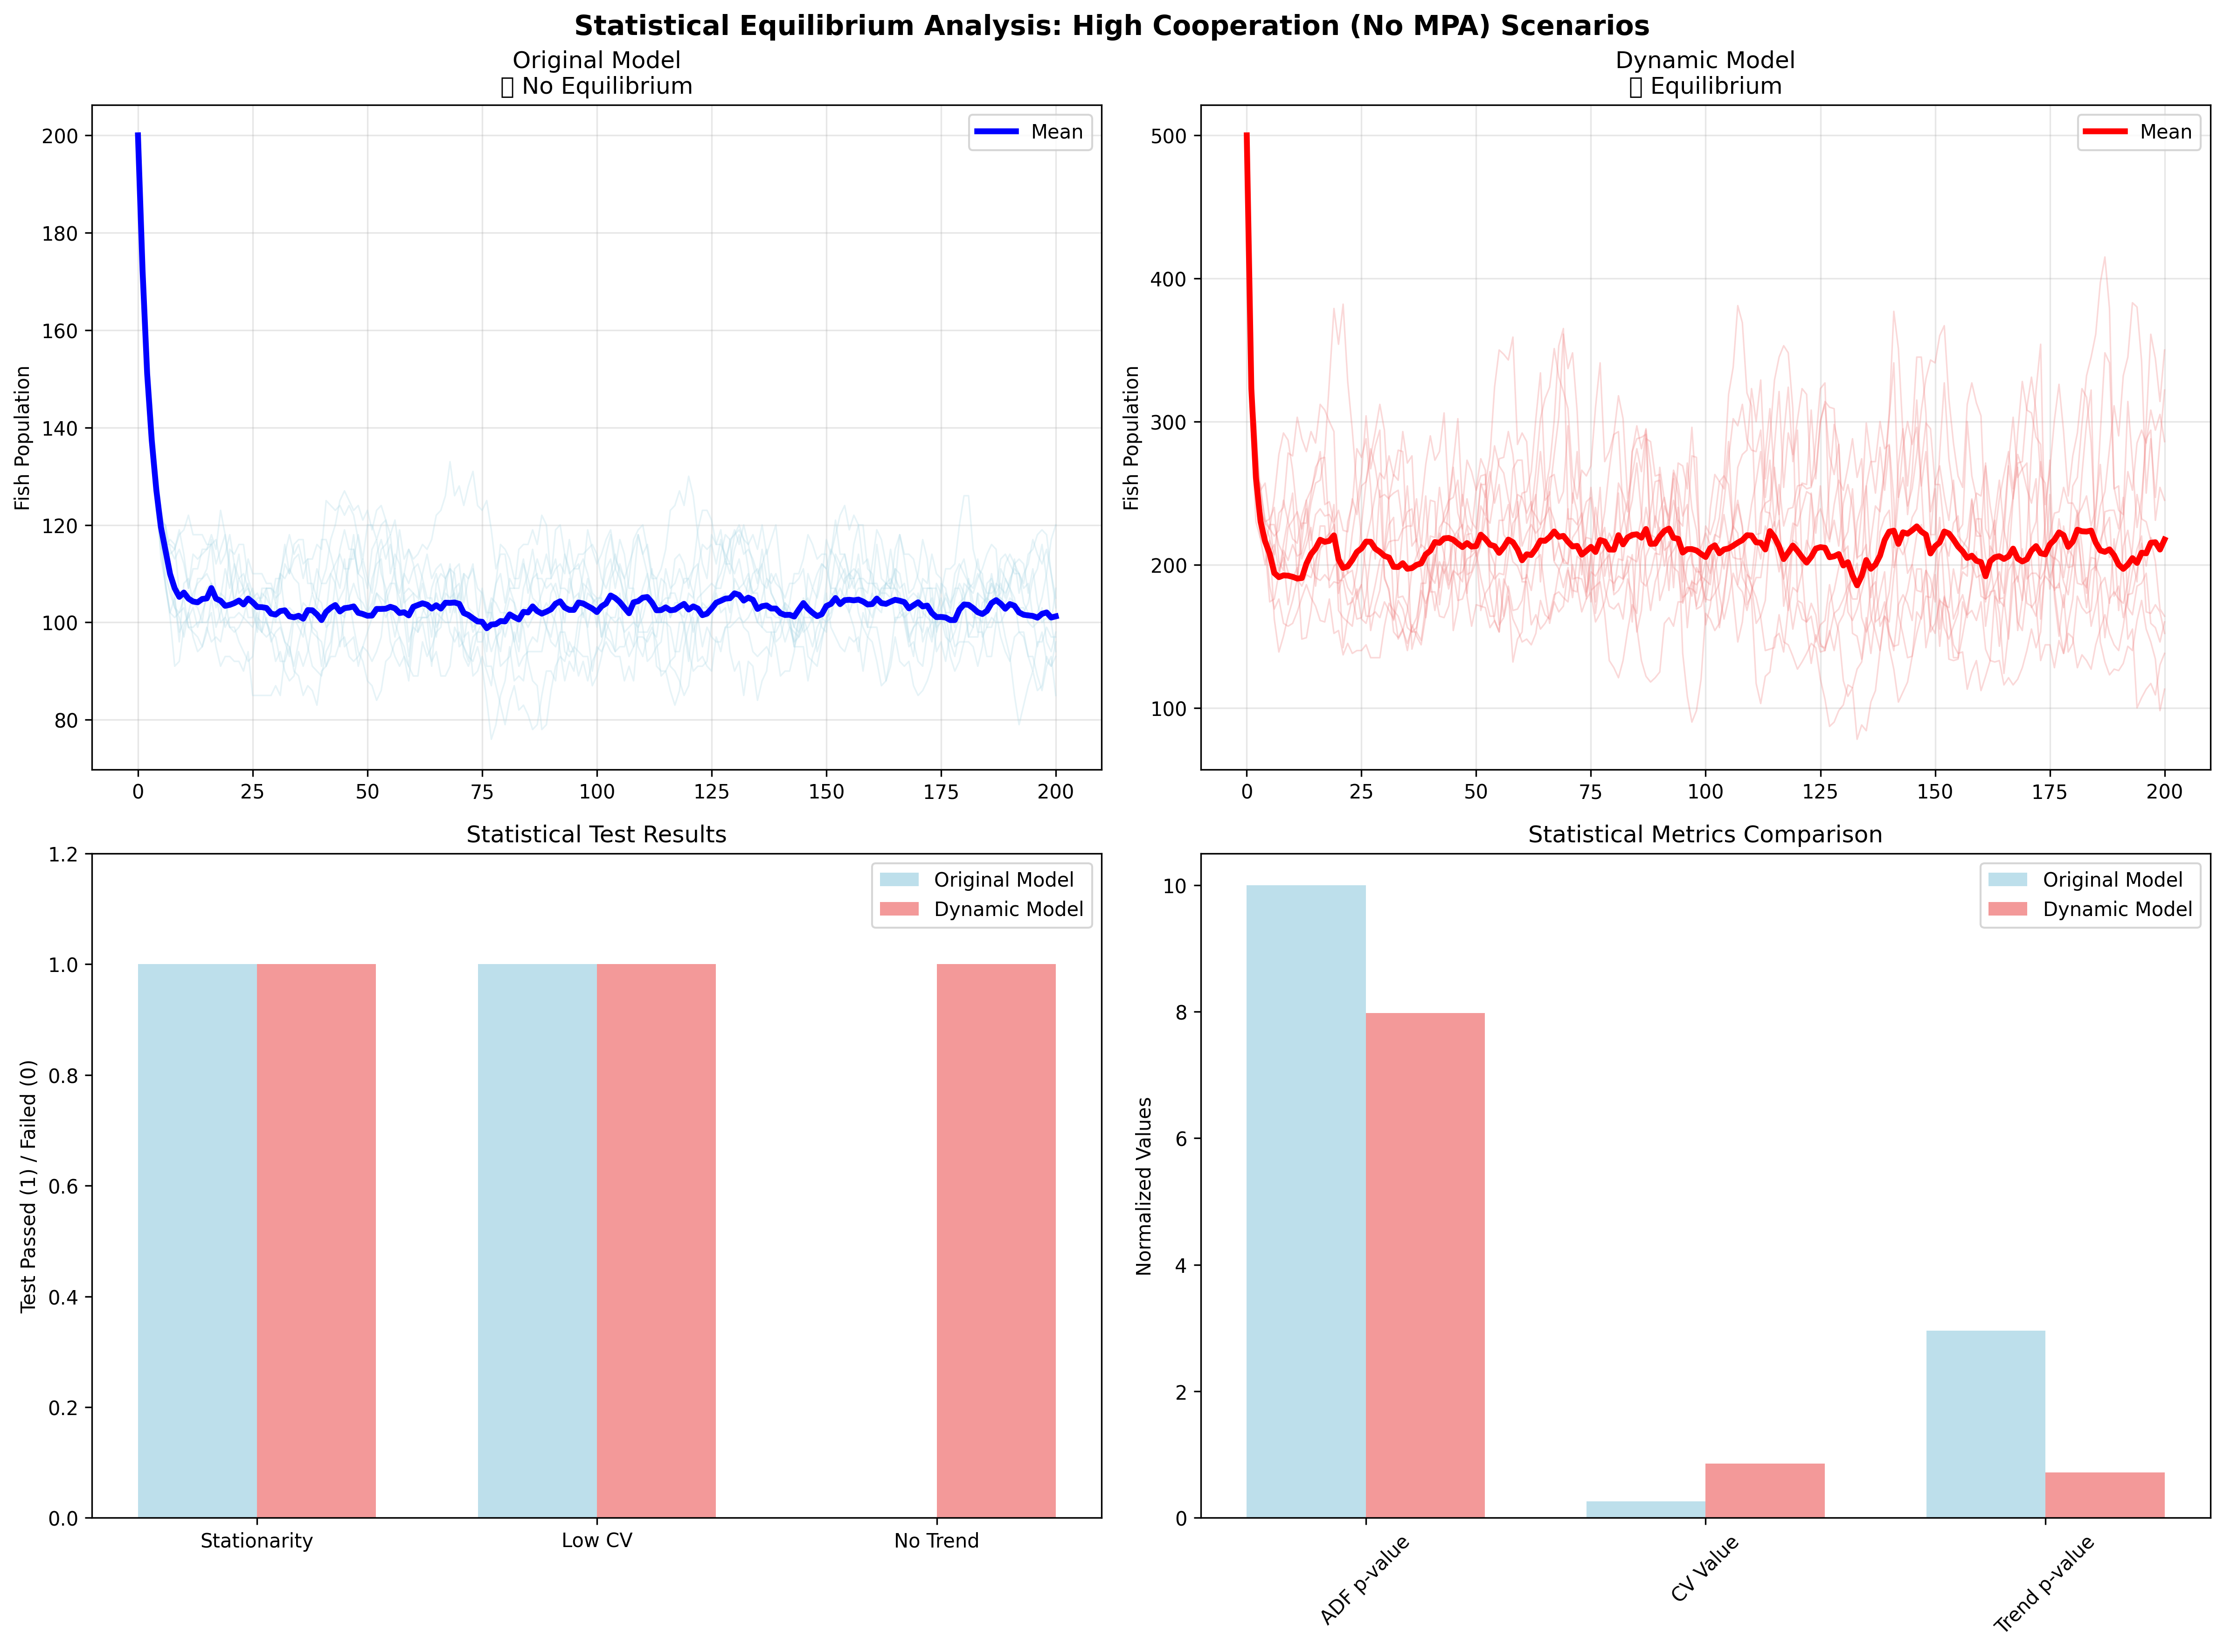 Statistical Equilibrium Analysis: High Cooperation (No MPA) Scenarios
Original Model
▯ No Equilibrium
Mean
200
180
160
140
120
100
80
Fish Population
0 25 50 75 100 125 150 175 200
Dynamic Model
▯ Equilibrium
Mean
500
400
300
200
100
Fish Population
0 25 50 75 100 125 150 175 200
Statistical Test Results
Original Model
Dynamic Model
1.2
1.0
0.8
0.6
0.4
0.2
0.0
Test Passed (1) / Failed (0)
Stationarity Low CV No Trend
Statistical Metrics Comparison
Original Model
Dynamic Model
10
8
6
4
2
0
Normalized Values
ADF p-value
CV Value
Trend p-value